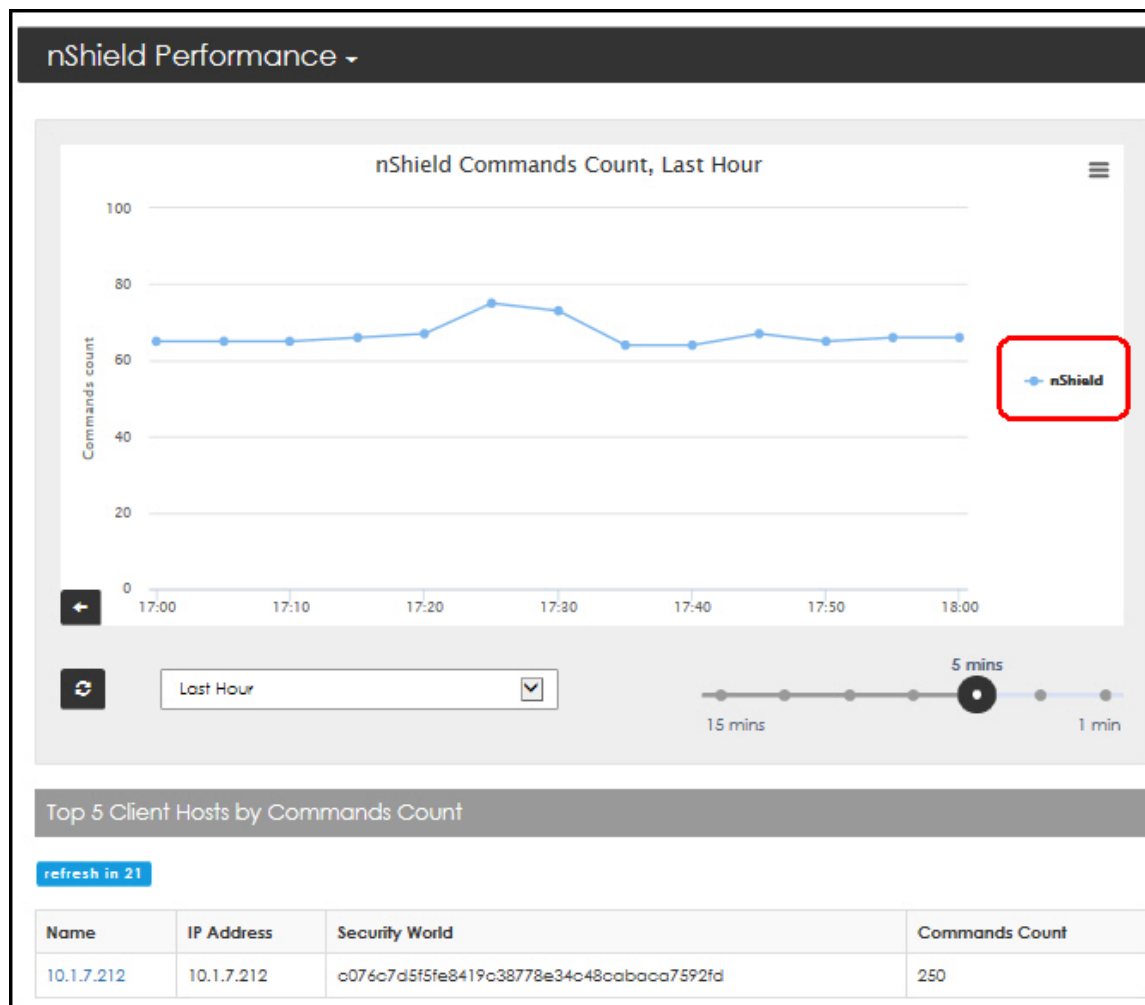 nShield Performance
nShield Commands Count, Last Hour
100
80
60
40
20
0
Commands count
17:00 17:10 17:20 17:30 17:40 17:50 18:00
nShield
Last Hour
5 mins
15 mins 1 min
Top 5 Client Hosts by Commands Count
refresh in 21
Name IP Address Security World Commands Count
10.1.7.212 10.1.7.212 c076c7d5f5fe8419c38778e34c48cabaca7592fd 250